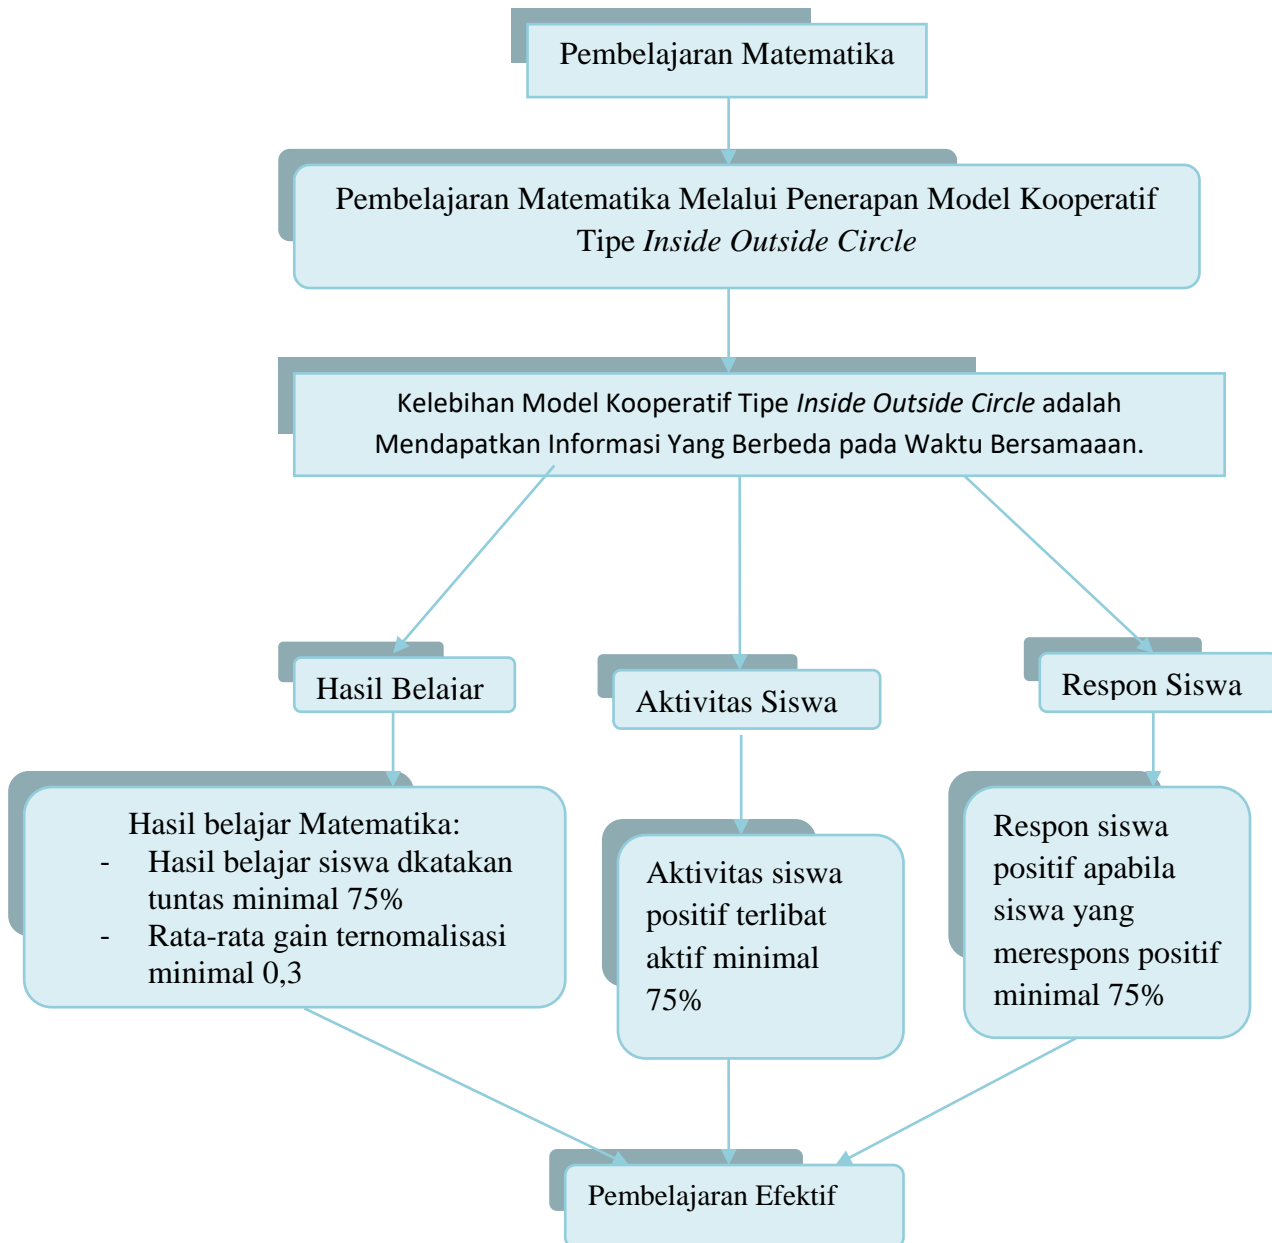 Pembelajaran Matematika
Pembelajaran Matematika Melalui Penerapan Model Kooperatif
Tipe Inside Outside Circle
Kelebihan Model Kooperatif Tipe Inside Outside Circle adalah
Mendapatkan Informasi Yang Berbeda pada Waktu Bersamaaan.
Hasil Belajar
Aktivitas Siswa
Respon Siswa
Hasil belajar Matematika:
- Hasil belajar siswa dkatakan
tuntas minimal 75%
- Rata-rata gain ternomalisasi
minimal 0,3
Aktivitas siswa
positif terlibat
aktif minimal
75%
Respon siswa
positif apabila
siswa yang
merespons positif
minimal 75%
Pembelajaran Efektif